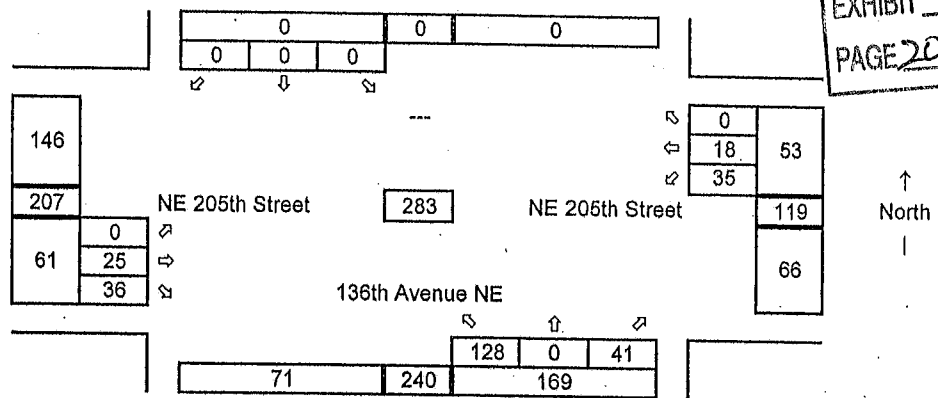 EXHIBIT
PAGE 20
0 0 0
0 0 0
---
146
207
61
NE 205th Street
0
25
36
283
NE 205th Street
0
18
35
53
119
66
↑
North
|
136th Avenue NE
128 0 41
71 240 169